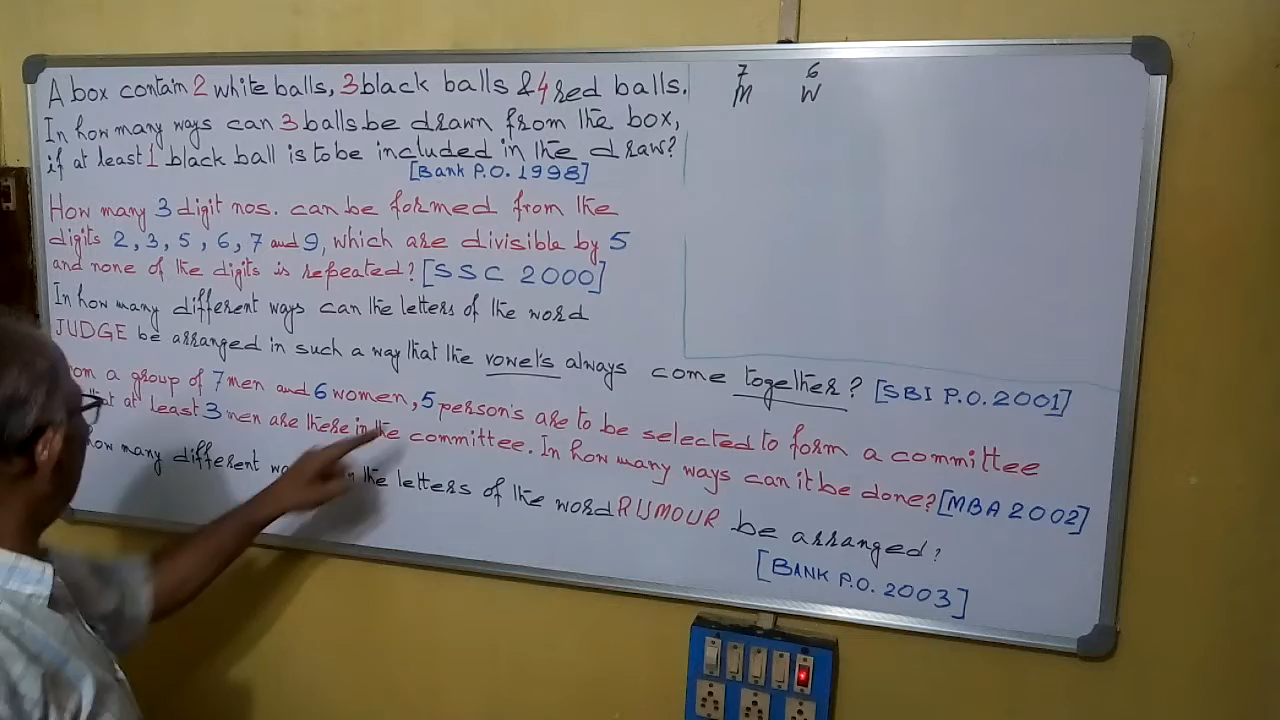 A box contain 2 white balls, 3 black balls & 4 red balls.
In how many ways can 3 balls be drawn from the box,
if at least 1 black ball is to be included in the draw?
[Bank P.O. 1998]
How many 3 digit nos. can be formed from the
digits 2, 3, 5, 6, 7 and 9, which are divisible by 5
and none of the digits is repeated? [SSC 2000]
In how many different ways can the letters of the word
JUDGE be arranged in such a way that the vowel's always come together? [SBI P.O. 2001]
om a group of 7 men and 6 women, 5 person's are to be selected to form a committee
at at least 3 men are there in the committee. In how many ways can it be done? [MBA 2002]
how many different wa the letters of the word RUMOUR be arranged?
[BANK P.O. 2003]
7 6
M W